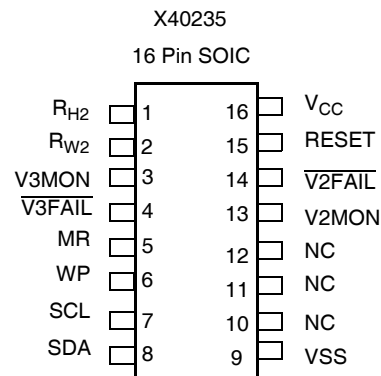 X40235
16 Pin SOIC
RH2 1 16 VCC
RW2 2 15 RESET
V3MON 3 14 V2FAIL
V3FAIL 4 13 V2MON
MR 5 12 NC
WP 6 11 NC
SCL 7 10 NC
SDA 8 9 VSS